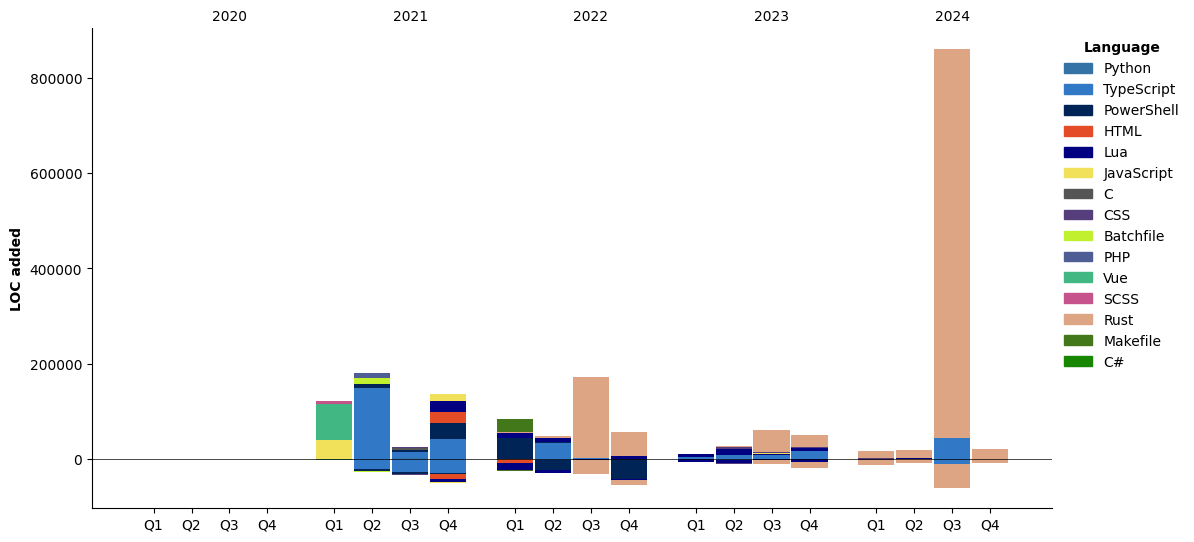 2020 2021 2022 2023 2024
Language
Python
TypeScript
PowerShell
HTML
Lua
JavaScript
C
CSS
Batchfile
PHP
Vue
SCSS
Rust
Makefile
C#
LOC added
800000
600000
400000
200000
0
Q1 Q2 Q3 Q4 Q1 Q2 Q3 Q4 Q1 Q2 Q3 Q4 Q1 Q2 Q3 Q4 Q1 Q2 Q3 Q4